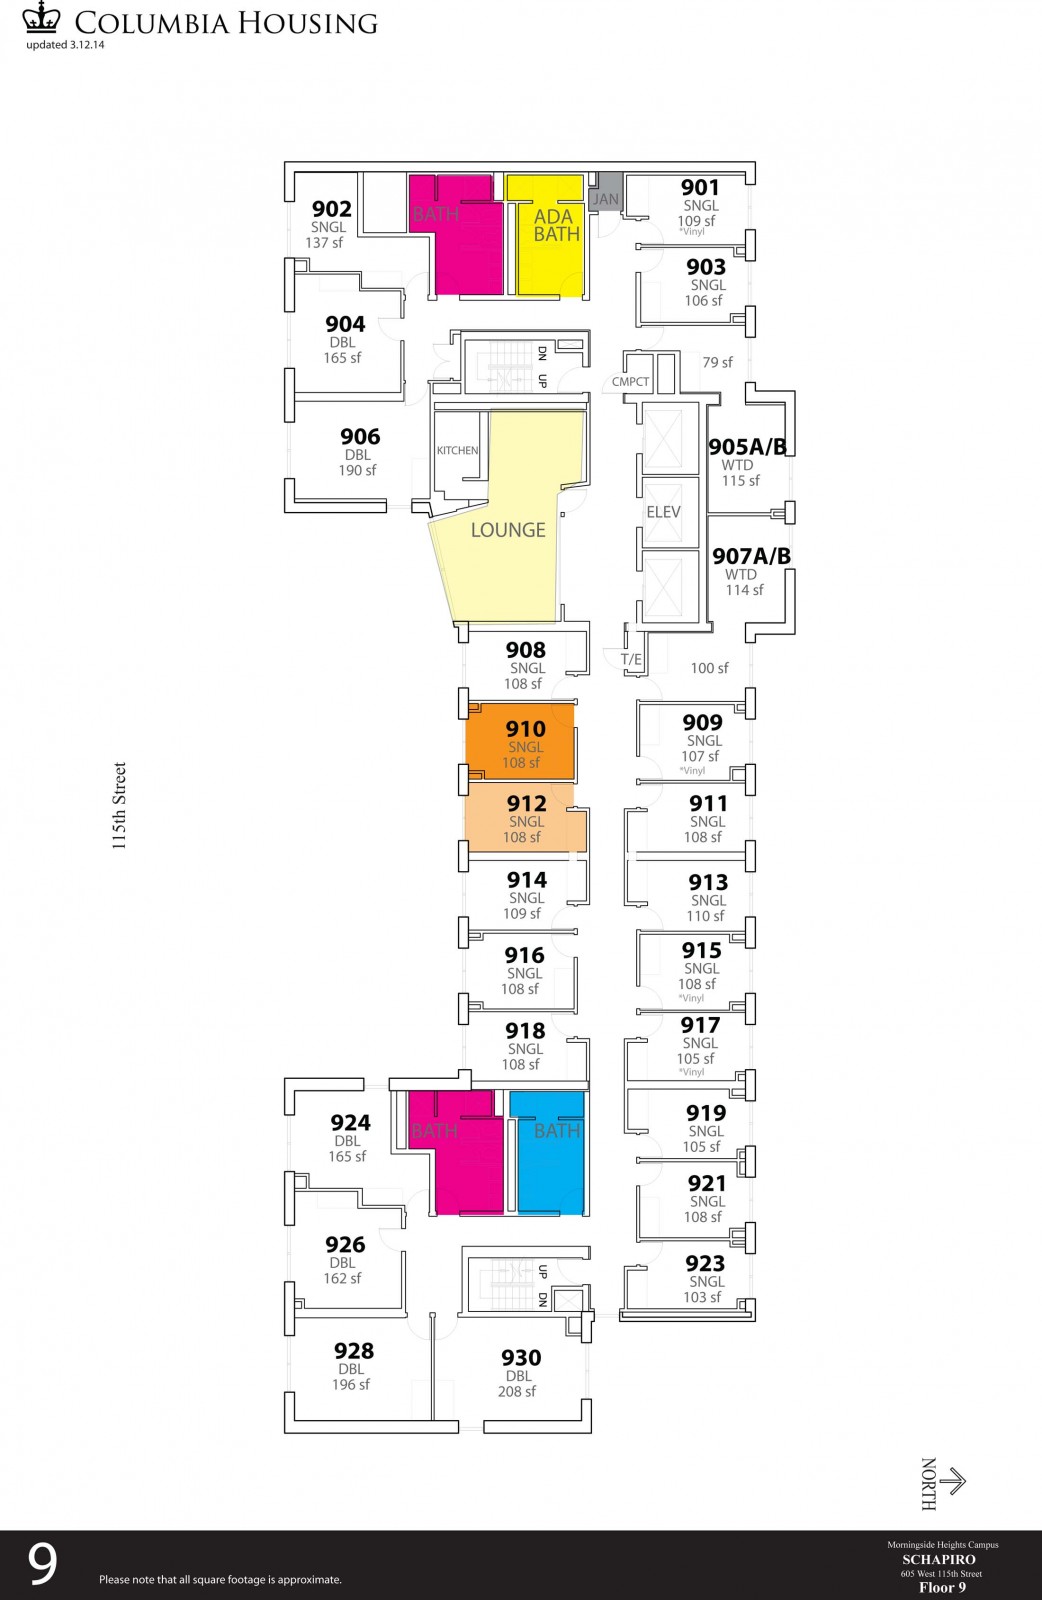 COLUMBIA HOUSING
updated 3.12.14
902
SNGL
137 sf
BATH
ADA
BATH
JAN
901
SNGL
109 sf
*Vinyl
903
SNGL
106 sf
904
DBL
165 sf
DN
UP
79 sf
CMPCT
906
DBL
190 sf
KITCHEN
LOUNGE
905A/B
WTD
115 sf
ELEV
907A/B
WTD
114 sf
908
SNGL
108 sf
T/E
100 sf
910
SNGL
108 sf
909
SNGL
107 sf
*Vinyl
115th Street
912
SNGL
108 sf
911
SNGL
108 sf
914
SNGL
109 sf
913
SNGL
110 sf
916
SNGL
108 sf
915
SNGL
108 sf
*Vinyl
918
SNGL
108 sf
917
SNGL
105 sf
*Vinyl
924
DBL
165 sf
BATH
BATH
919
SNGL
105 sf
921
SNGL
108 sf
926
DBL
162 sf
UP
DN
923
SNGL
103 sf
928
DBL
196 sf
930
DBL
208 sf
NORTH
9
Please note that all square footage is approximate.
Morningside Heights Campus
SCHAPIRO
605 West 115th Street
Floor 9